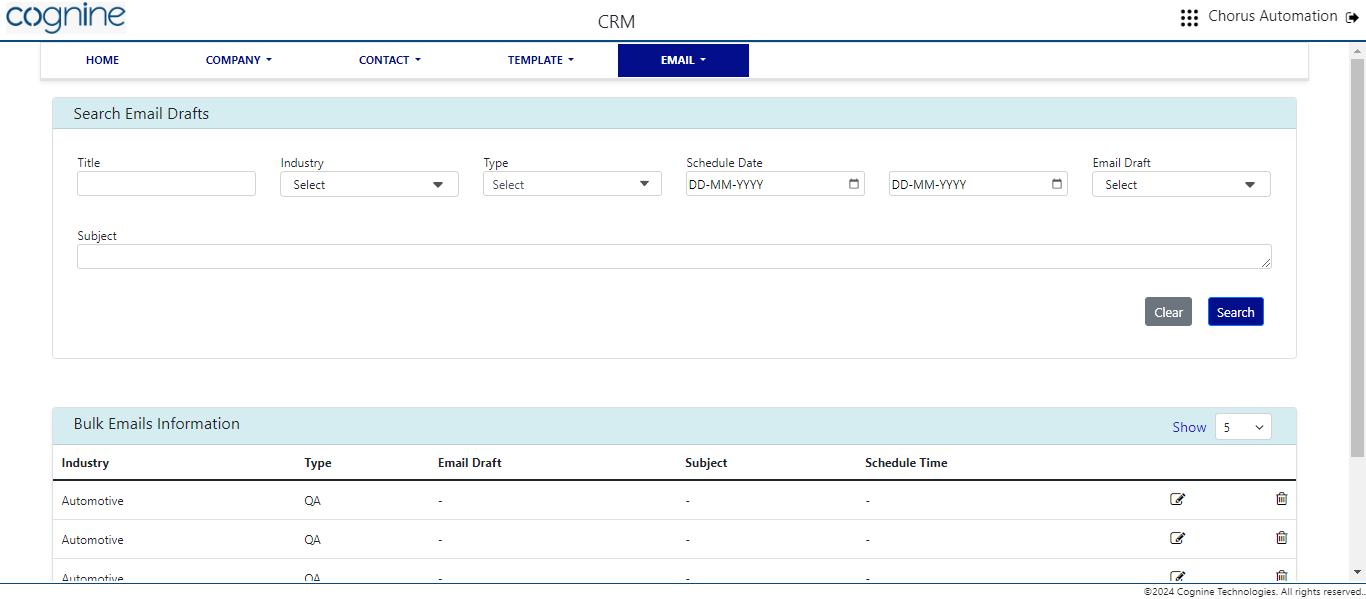 cognine
CRM
Chorus Automation
HOME COMPANY CONTACT TEMPLATE EMAIL
Search Email Drafts
Title Industry Type Schedule Date Email Draft
Select Select DD-MM-YYYY DD-MM-YYYY Select
Subject
Clear Search
Bulk Emails Information Show 5
Industry Type Email Draft Subject Schedule Time
Automotive QA - - -
Automotive QA - - -
Automotive QA - - -
©2024 Cognine Technologies. All rights reserved..